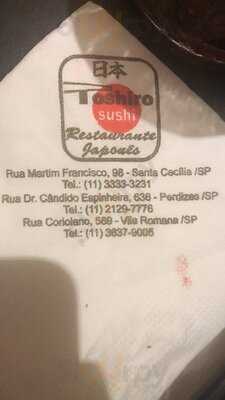 日本
Toshiro
sushi
Restaurante
Japonês
Rua Martim Francisco, 98 - Santa Cecília /SP
Tel.: (11) 3333-3231
Rua Dr. Cândido Espinheira, 636 - Perdizes /SP
Tel.: (11) 2129-7776
Rua Coriolano, 589 - Vila Romana /SP
Tel.: (11) 3637-9005